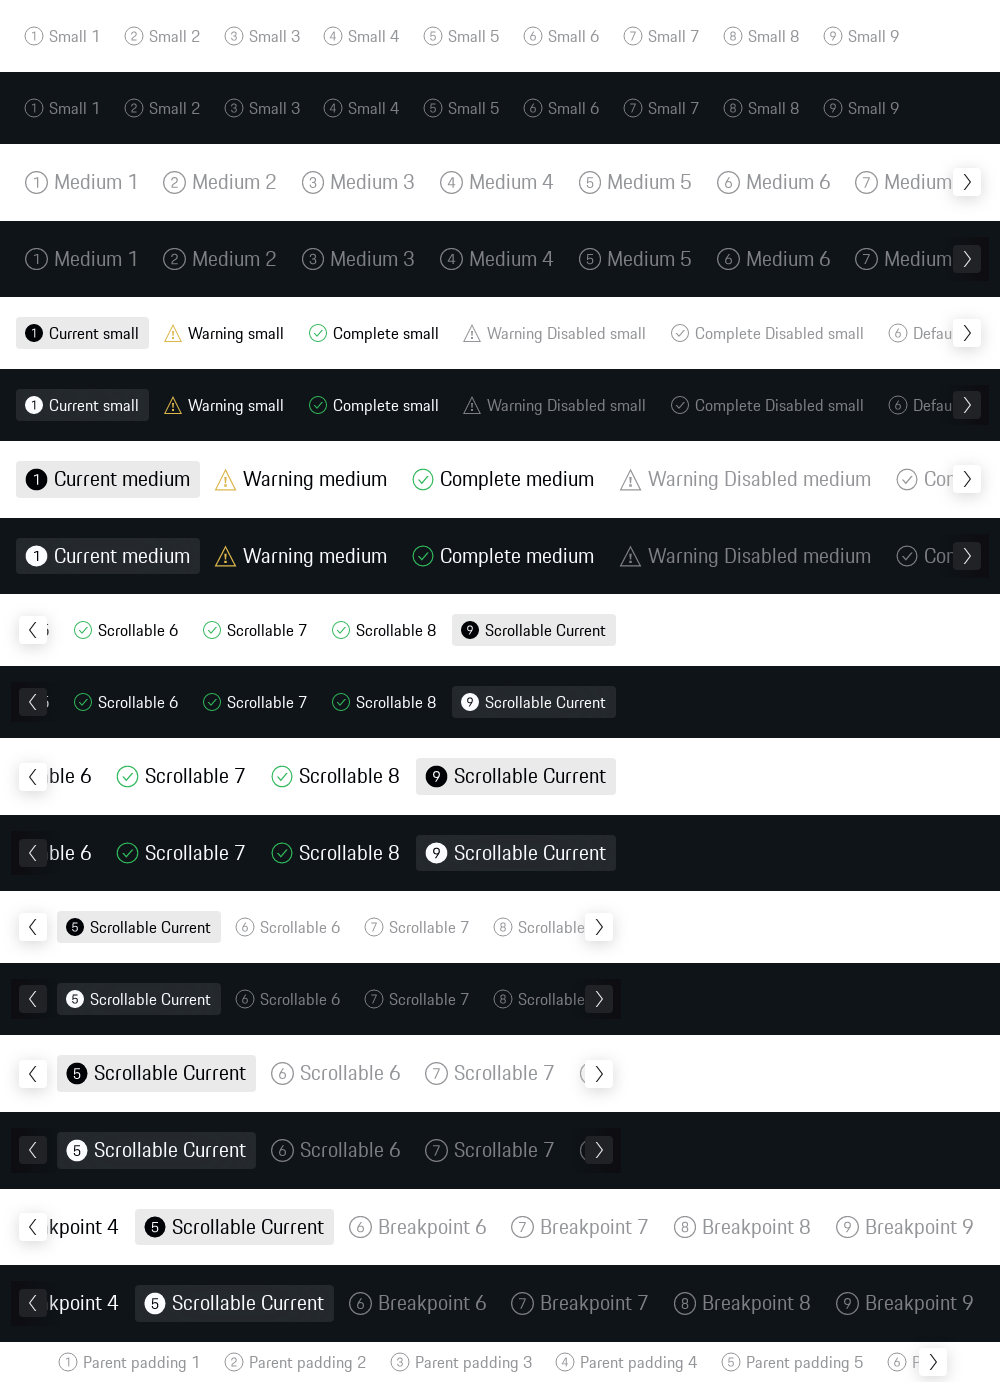 1 Small 1 2 Small 2 3 Small 3 4 Small 4 5 Small 5 6 Small 6 7 Small 7 8 Small 8 9 Small 9
1 Small 1 2 Small 2 3 Small 3 4 Small 4 5 Small 5 6 Small 6 7 Small 7 8 Small 8 9 Small 9
1 Medium 1 2 Medium 2 3 Medium 3 4 Medium 4 5 Medium 5 6 Medium 6 7 Medium
1 Medium 1 2 Medium 2 3 Medium 3 4 Medium 4 5 Medium 5 6 Medium 6 7 Medium
1 Current small Warning small Complete small Warning Disabled small Complete Disabled small 6 Defau
1 Current small Warning small Complete small Warning Disabled small Complete Disabled small 6 Defau
1 Current medium Warning medium Complete medium Warning Disabled medium Cor
1 Current medium Warning medium Complete medium Warning Disabled medium Cor
Scrollable 6 Scrollable 7 Scrollable 8 9 Scrollable Current
Scrollable 6 Scrollable 7 Scrollable 8 9 Scrollable Current
ble 6 Scrollable 7 Scrollable 8 9 Scrollable Current
ble 6 Scrollable 7 Scrollable 8 9 Scrollable Current
5 Scrollable Current 6 Scrollable 6 7 Scrollable 7 8 Scrollable
5 Scrollable Current 6 Scrollable 6 7 Scrollable 7 8 Scrollable
5 Scrollable Current 6 Scrollable 6 7 Scrollable 7
5 Scrollable Current 6 Scrollable 6 7 Scrollable 7
kpoint 4 5 Scrollable Current 6 Breakpoint 6 7 Breakpoint 7 8 Breakpoint 8 9 Breakpoint 9
kpoint 4 5 Scrollable Current 6 Breakpoint 6 7 Breakpoint 7 8 Breakpoint 8 9 Breakpoint 9
1 Parent padding 1 2 Parent padding 2 3 Parent padding 3 4 Parent padding 4 5 Parent padding 5 6